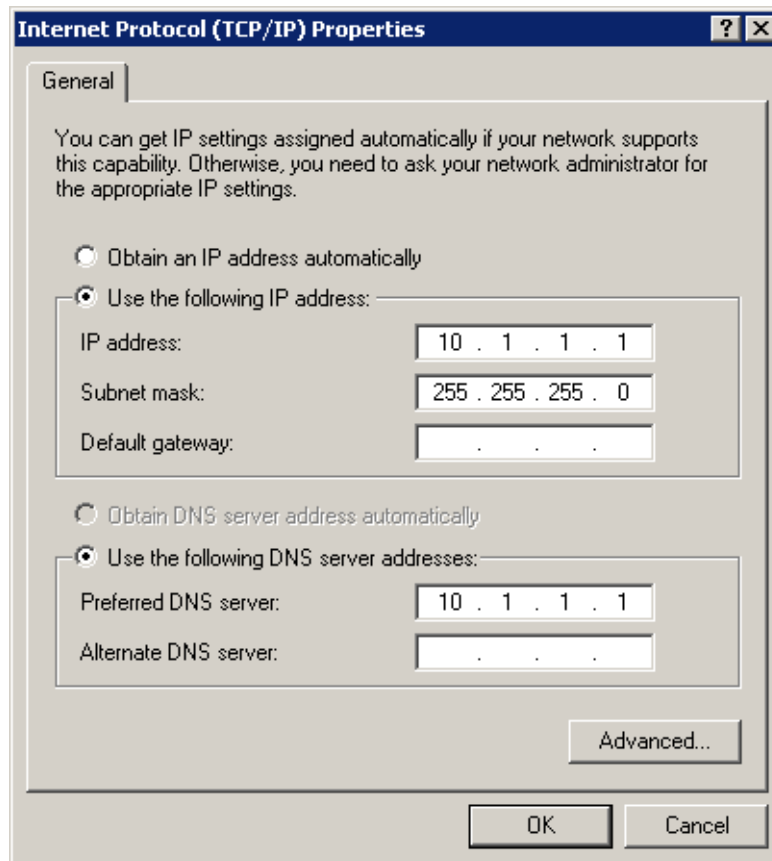 Internet Protocol (TCP/IP) Properties
General
You can get IP settings assigned automatically if your network supports
this capability. Otherwise, you need to ask your network administrator for
the appropriate IP settings.
Obtain an IP address automatically
Use the following IP address:
IP address: 10 . 1 . 1 . 1
Subnet mask: 255 . 255 . 255 . 0
Default gateway: . . .
Obtain DNS server address automatically
Use the following DNS server addresses:
Preferred DNS server: 10 . 1 . 1 . 1
Alternate DNS server: . . .
Advanced...
OK Cancel